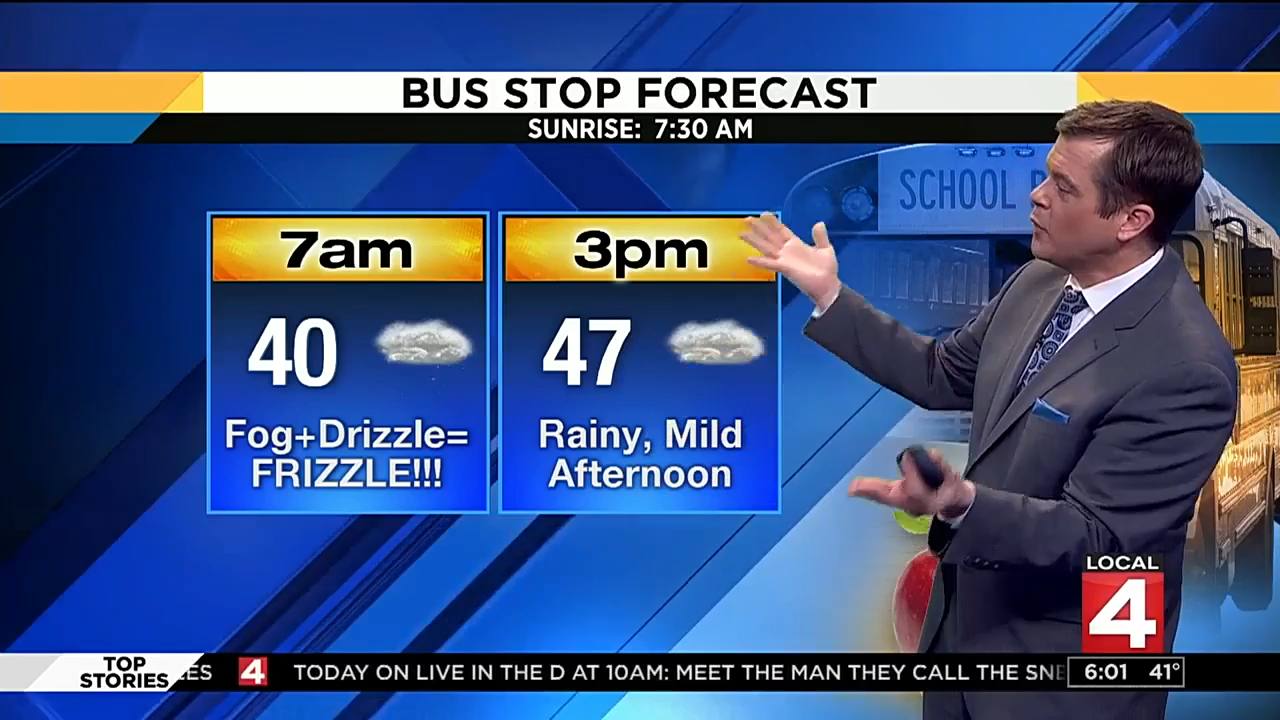 BUS STOP FORECAST
SUNRISE: 7:30 AM
SCHOOL
7am
40
Fog+Drizzle=
FRIZZLE!!!
3pm
47
Rainy, Mild
Afternoon
LOCAL
4
TOP
STORIES
4 TODAY ON LIVE IN THE D AT 10AM: MEET THE MAN THEY CALL THE
6:01 41°